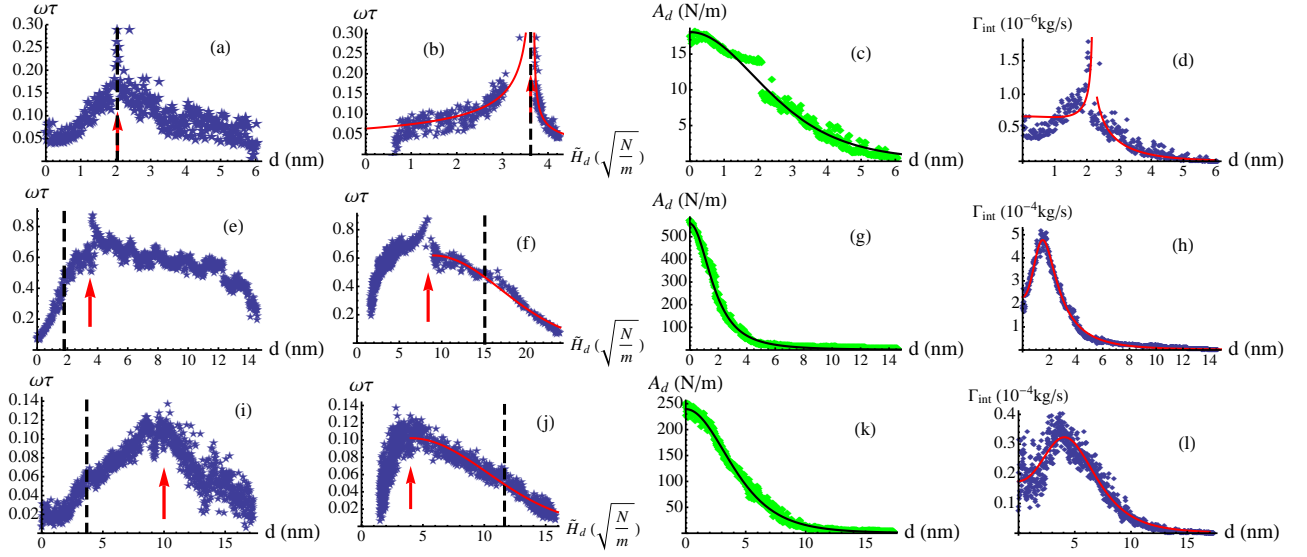 ωτ
0.30
0.25
0.20
0.15
0.10
0.05
(a)
0 1 2 3 4 5 6 d (nm)
ωτ
0.30
0.25
0.20
0.15
0.10
0.05
(b)
0 1 2 3 4 H̃_d (√(N/m))
A_d (N/m)
15
10
5
(c)
0 1 2 3 4 5 6 d (nm)
Γ_int (10⁻⁶kg/s)
1.5
1.0
0.5
(d)
1 2 3 4 5 6 d (nm)
ωτ
0.8
0.6
0.4
0.2
(e)
0 2 4 6 8 10 12 14 d (nm)
ωτ
0.8
0.6
0.4
0.2
(f)
0 5 10 15 20 H̃_d (√(N/m))
A_d (N/m)
500
400
300
200
100
(g)
0 2 4 6 8 10 12 14 d (nm)
Γ_int (10⁻⁴kg/s)
5
4
3
2
1
(h)
2 4 6 8 10 12 14 d (nm)
ωτ
0.14
0.12
0.10
0.08
0.06
0.04
0.02
(i)
0 5 10 15 d (nm)
ωτ
0.14
0.12
0.10
0.08
0.06
0.04
0.02
(j)
0 5 10 15 H̃_d (√(N/m))
A_d (N/m)
250
200
150
100
50
(k)
0 5 10 15 d (nm)
Γ_int (10⁻⁴kg/s)
0.4
0.3
0.2
0.1
(l)
5 10 15 d (nm)